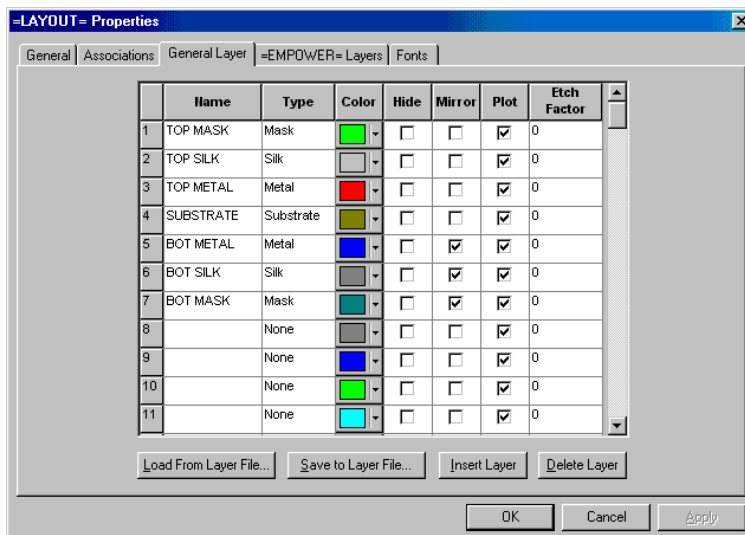 =LAYOUT= Properties
General Associations General Layer =EMPOWER= Layers Fonts
Name Type Color Hide Mirror Plot Etch Factor
1 TOP MASK Mask 0
2 TOP SILK Silk 0
3 TOP METAL Metal 0
4 SUBSTRATE Substrate 0
5 BOT METAL Metal 0
6 BOT SILK Silk 0
7 BOT MASK Mask 0
8 None 0
9 None 0
10 None 0
11 None 0
Load From Layer File... Save to Layer File... Insert Layer Delete Layer
OK Cancel Apply